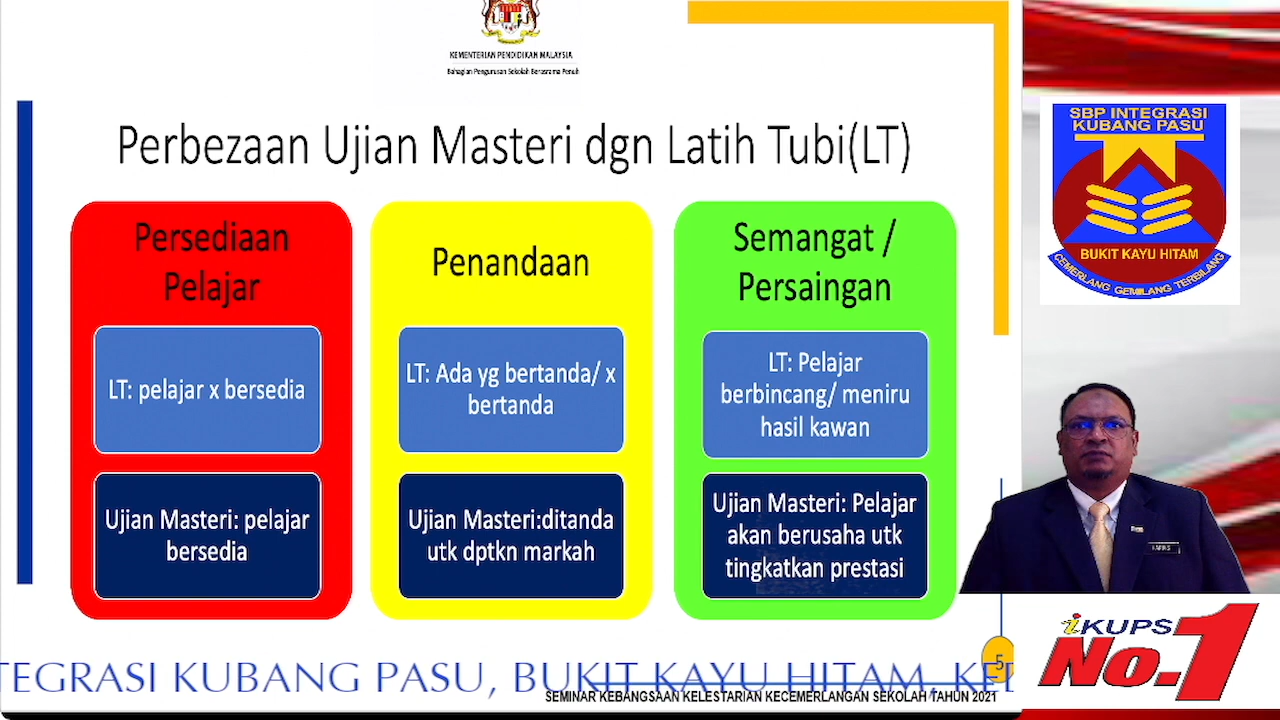 KEMENTERIAN PENDIDIKAN MALAYSIA
Bahagian Pengurusan Sekolah Berasrama Penuh
Perbezaan Ujian Masteri dgn Latih Tubi(LT)
Persediaan
Pelajar
LT: pelajar x bersedia
Ujian Masteri: pelajar
bersedia
Penandaan
LT: Ada yg bertanda/ x
bertanda
Ujian Masteri:ditanda
utk dptkn markah
Semangat /
Persaingan
LT: Pelajar
berbincang/ meniru
hasil kawan
Ujian Masteri: Pelajar
akan berusaha utk
tingkatkan prestasi
SBP INTEGRASI
KUBANG PASU
BUKIT KAYU HITAM
CEMERLANG GEMILANG TERBILANG
iKUPS
No.1
5
TEGRASI KUBANG PASU, BUKIT KAYU HITAM,
SEMINAR KEBANGSAAN KELESTARIAN KECEMERLANGAN SEKOLAH TAHUN 2021